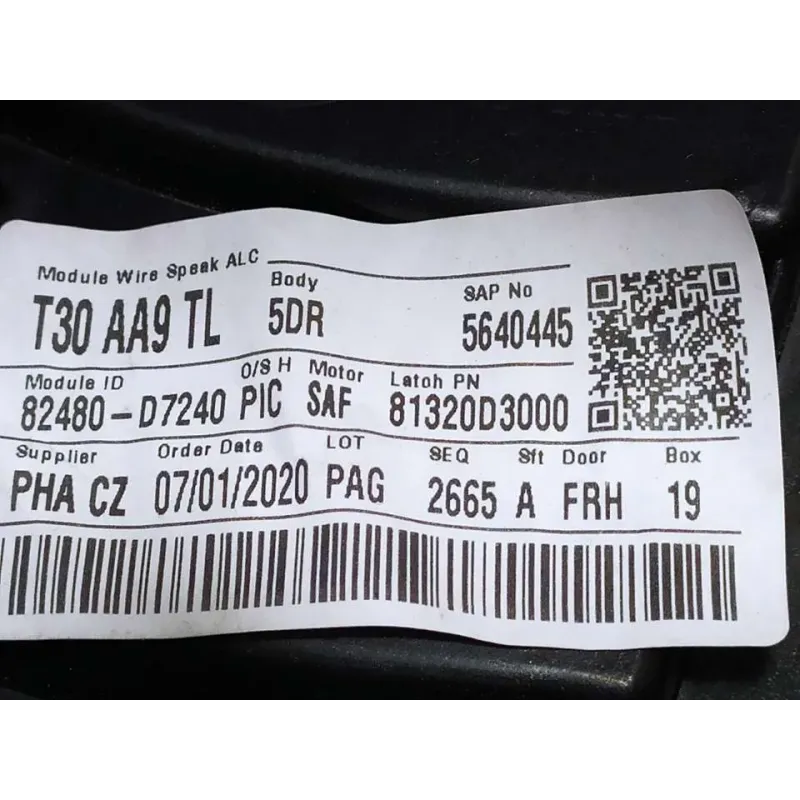 Module Wire Speak ALC Body SAP No
T30 AA9 TL 5DR 5640445
Module ID O/S H Motor Latch PN
82480-D7240 PIC SAF 81320D3000
Supplier Order Date LOT SEQ Sft Door Box
PHA CZ 07/01/2020 PAG 2665 A FRH 19